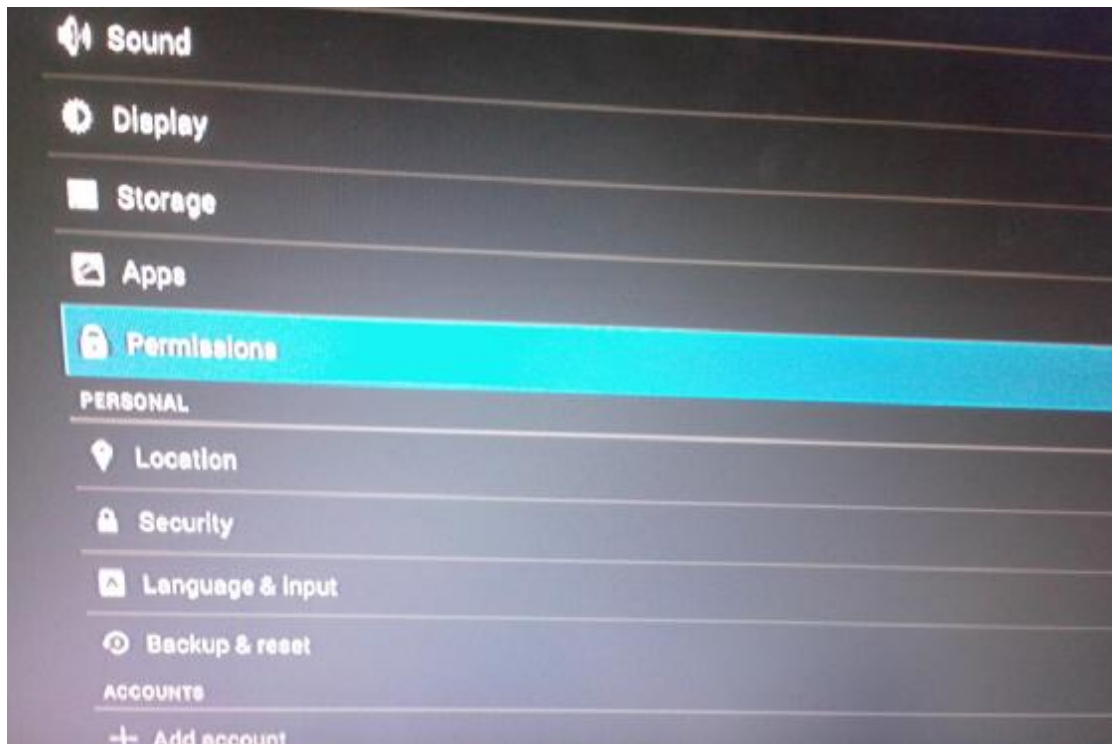 Sound
Display
Storage
Apps
Permissions
PERSONAL
Location
Security
Language & Input
Backup & reset
ACCOUNTS
Add account